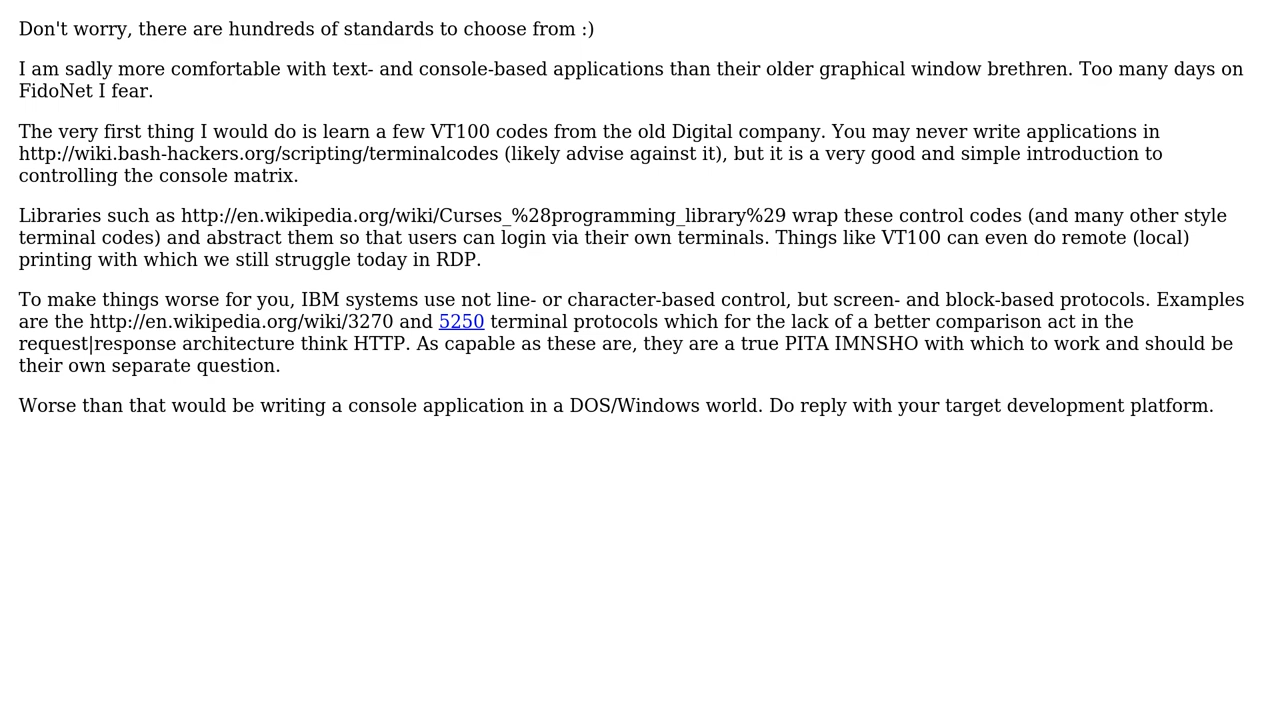 Don't worry, there are hundreds of standards to choose from :)
I am sadly more comfortable with text- and console-based applications than their older graphical window brethren. Too many days on
FidoNet I fear.
The very first thing I would do is learn a few VT100 codes from the old Digital company. You may never write applications in
http://wiki.bash-hackers.org/scripting/terminalcodes (likely advise against it), but it is a very good and simple introduction to
controlling the console matrix.
Libraries such as http://en.wikipedia.org/wiki/Curses_%28programming_library%29 wrap these control codes (and many other style
terminal codes) and abstract them so that users can login via their own terminals. Things like VT100 can even do remote (local)
printing with which we still struggle today in RDP.
To make things worse for you, IBM systems use not line- or character-based control, but screen- and block-based protocols. Examples
are the http://en.wikipedia.org/wiki/3270 and 5250 terminal protocols which for the lack of a better comparison act in the
request|response architecture think HTTP. As capable as these are, they are a true PITA IMNSHO with which to work and should be
their own separate question.
Worse than that would be writing a console application in a DOS/Windows world. Do reply with your target development platform.